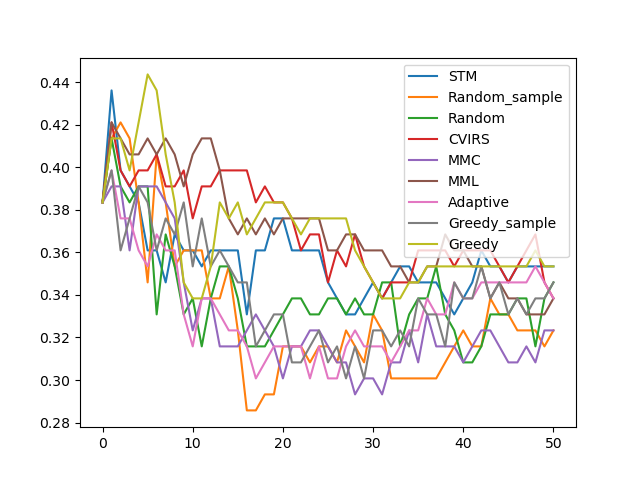 0.44
0.42
0.40
0.38
0.36
0.34
0.32
0.30
0.28
0
10
20
30
40
50
STM
Random_sample
Random
CVIRS
MMC
MML
Adaptive
Greedy_sample
Greedy